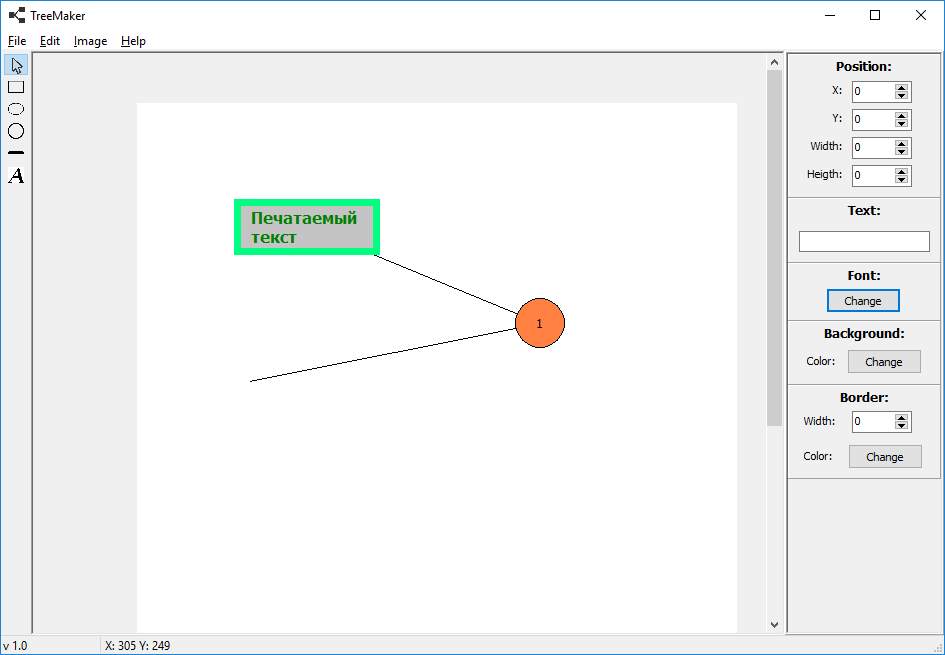 TreeMaker
File Edit Image Help
Position:
X: 0
Y: 0
Width: 0
Heigth: 0
Text:
Font:
Change
Background:
Color: Change
Border:
Width: 0
Color: Change
A
Печатаемый
текст
1
v 1.0 X: 305 Y: 249